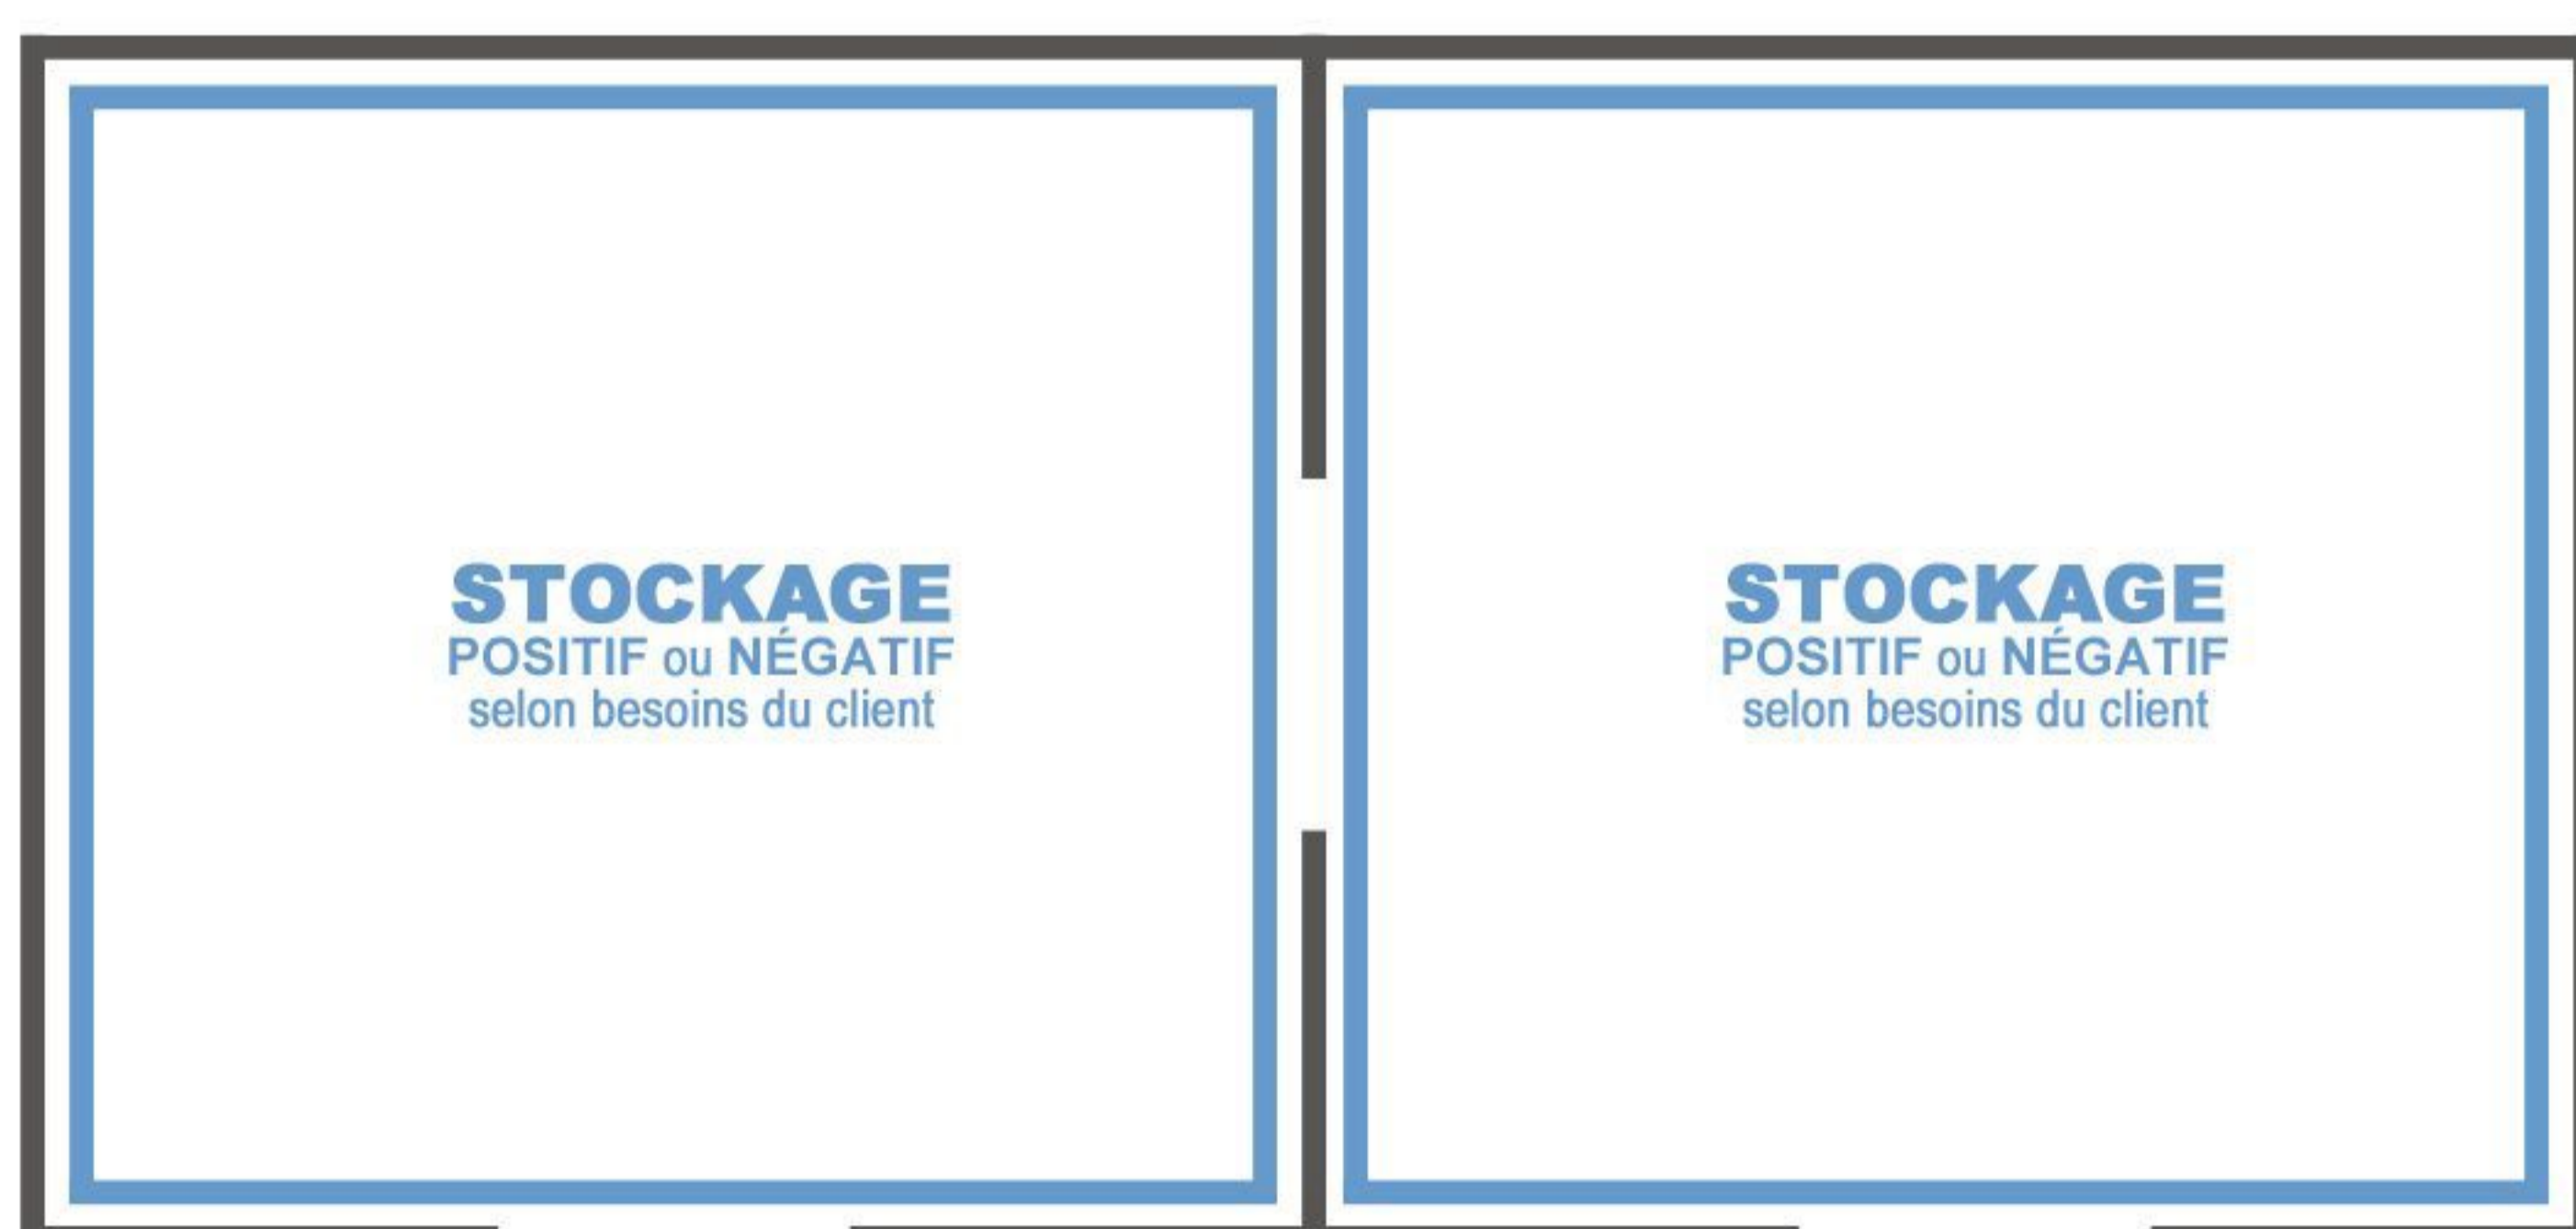 STOCKAGE
POSITIF ou NÉGATIF
selon besoins du client
STOCKAGE
POSITIF ou NÉGATIF
selon besoins du client